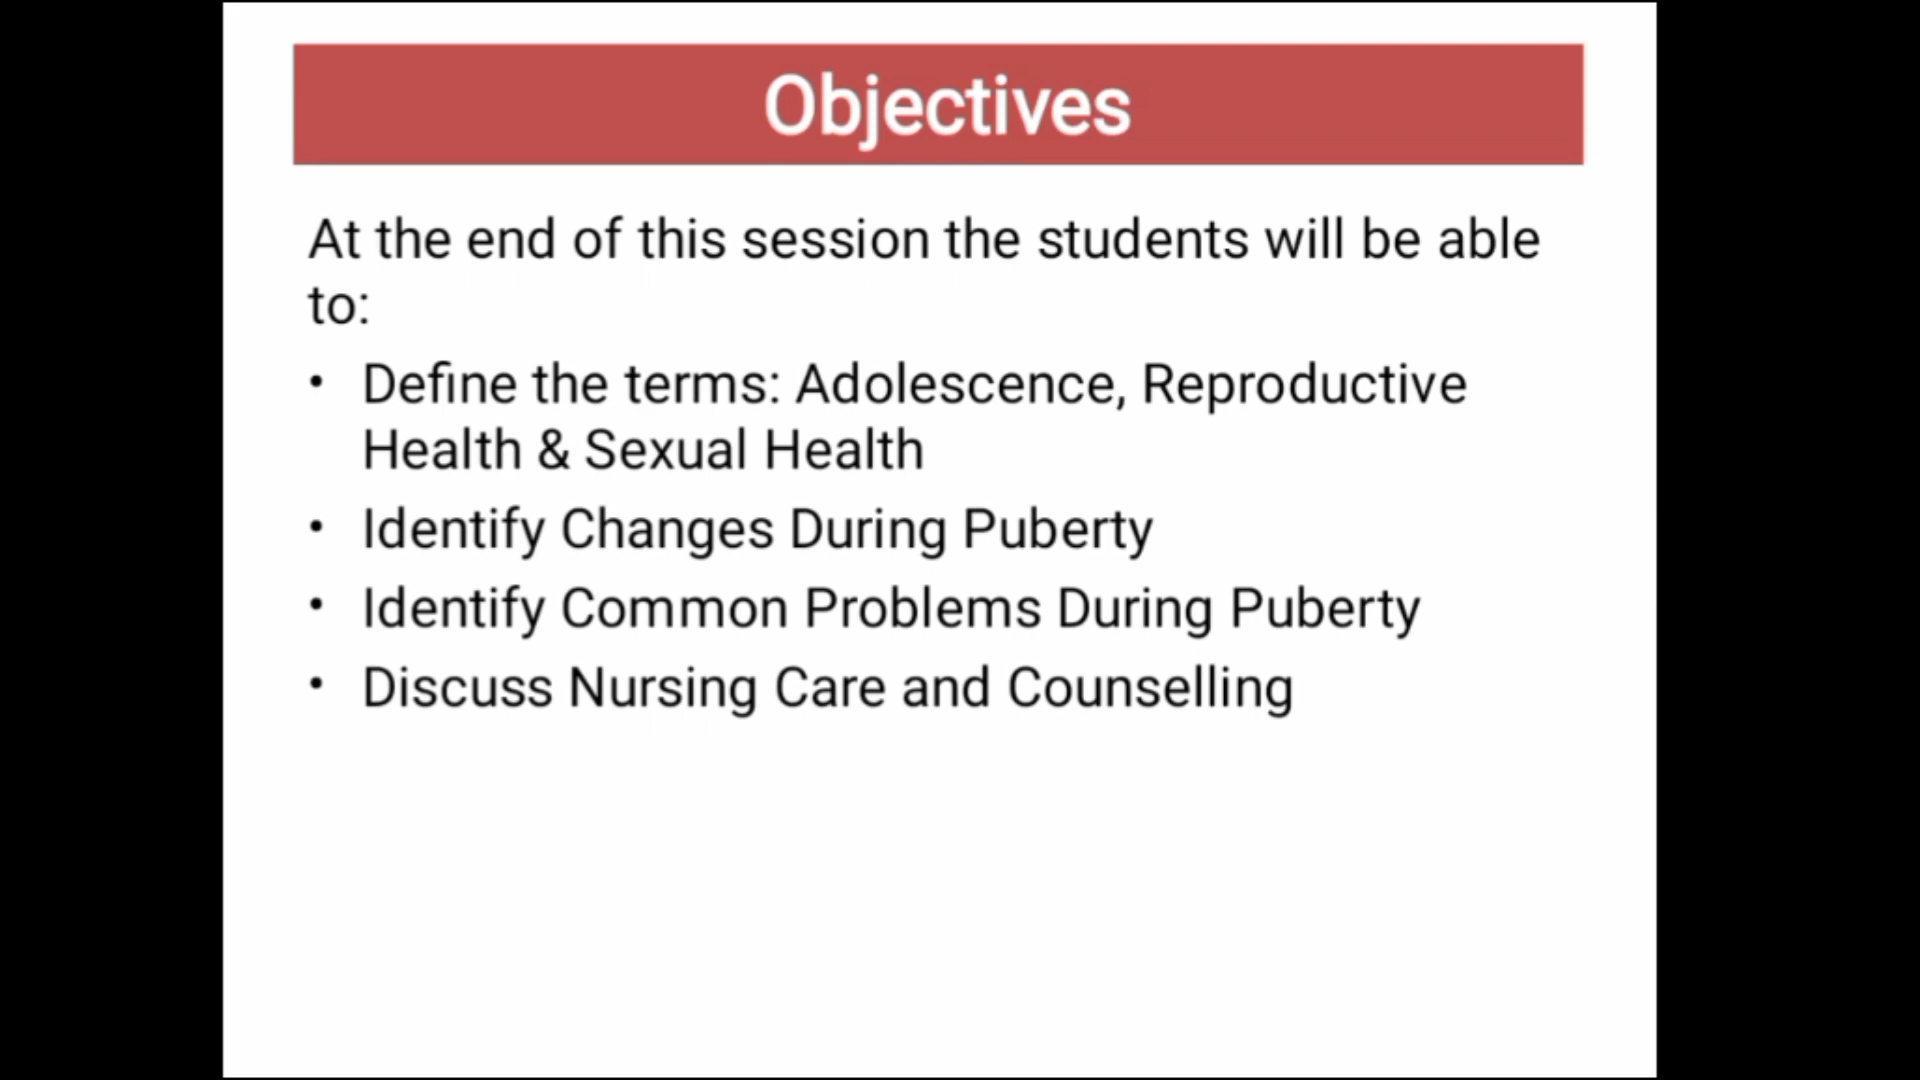 Objectives
At the end of this session the students will be able
to:
• Define the terms: Adolescence, Reproductive
Health & Sexual Health
• Identify Changes During Puberty
• Identify Common Problems During Puberty
• Discuss Nursing Care and Counselling